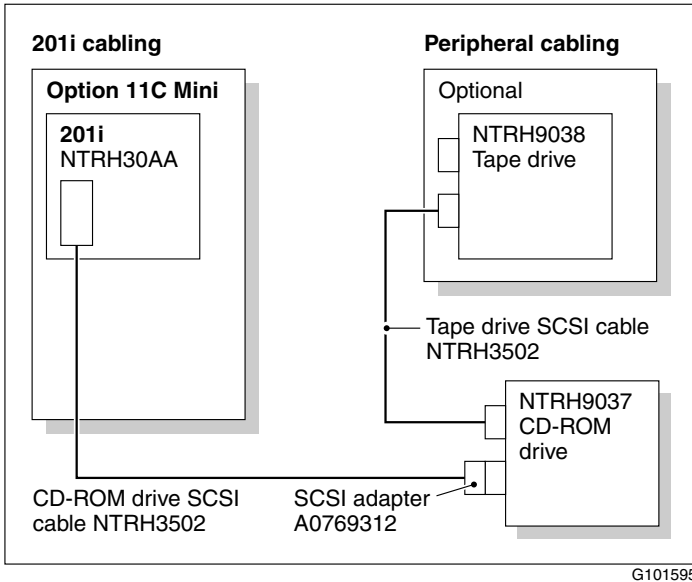 201i cabling
Option 11C Mini
201i
NTRH30AA
CD-ROM drive SCSI
cable NTRH3502
SCSI adapter
A0769312
Peripheral cabling
Optional
NTRH9038
Tape drive
Tape drive SCSI cable
NTRH3502
NTRH9037
CD-ROM
drive
G101595